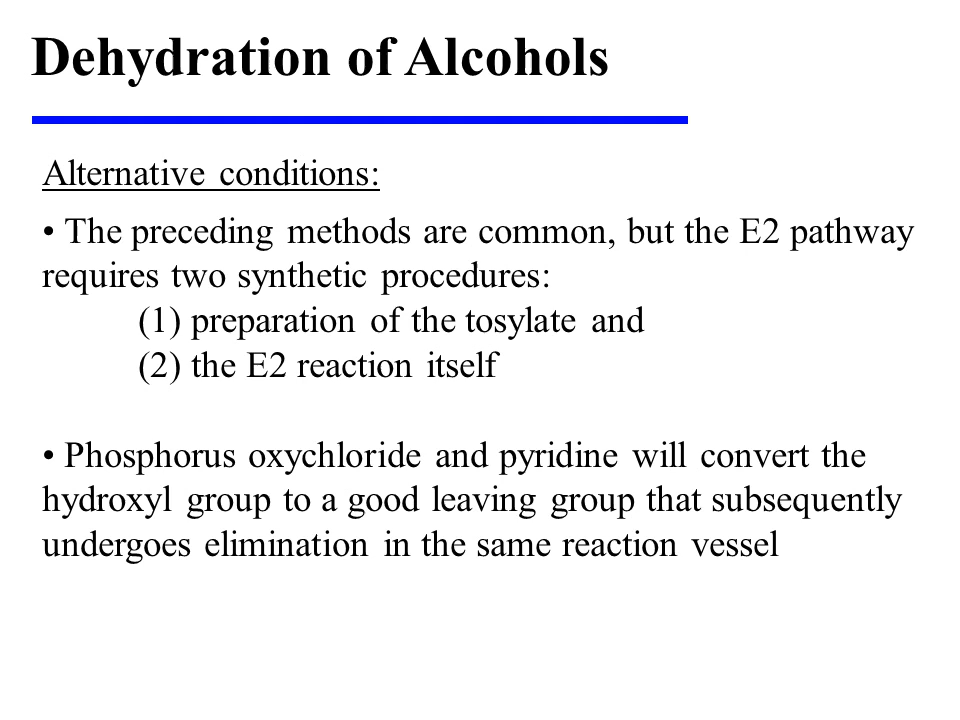 Dehydration of Alcohols
Alternative conditions:
• The preceding methods are common, but the E2 pathway
requires two synthetic procedures:
(1) preparation of the tosylate and
(2) the E2 reaction itself
• Phosphorus oxychloride and pyridine will convert the
hydroxyl group to a good leaving group that subsequently
undergoes elimination in the same reaction vessel